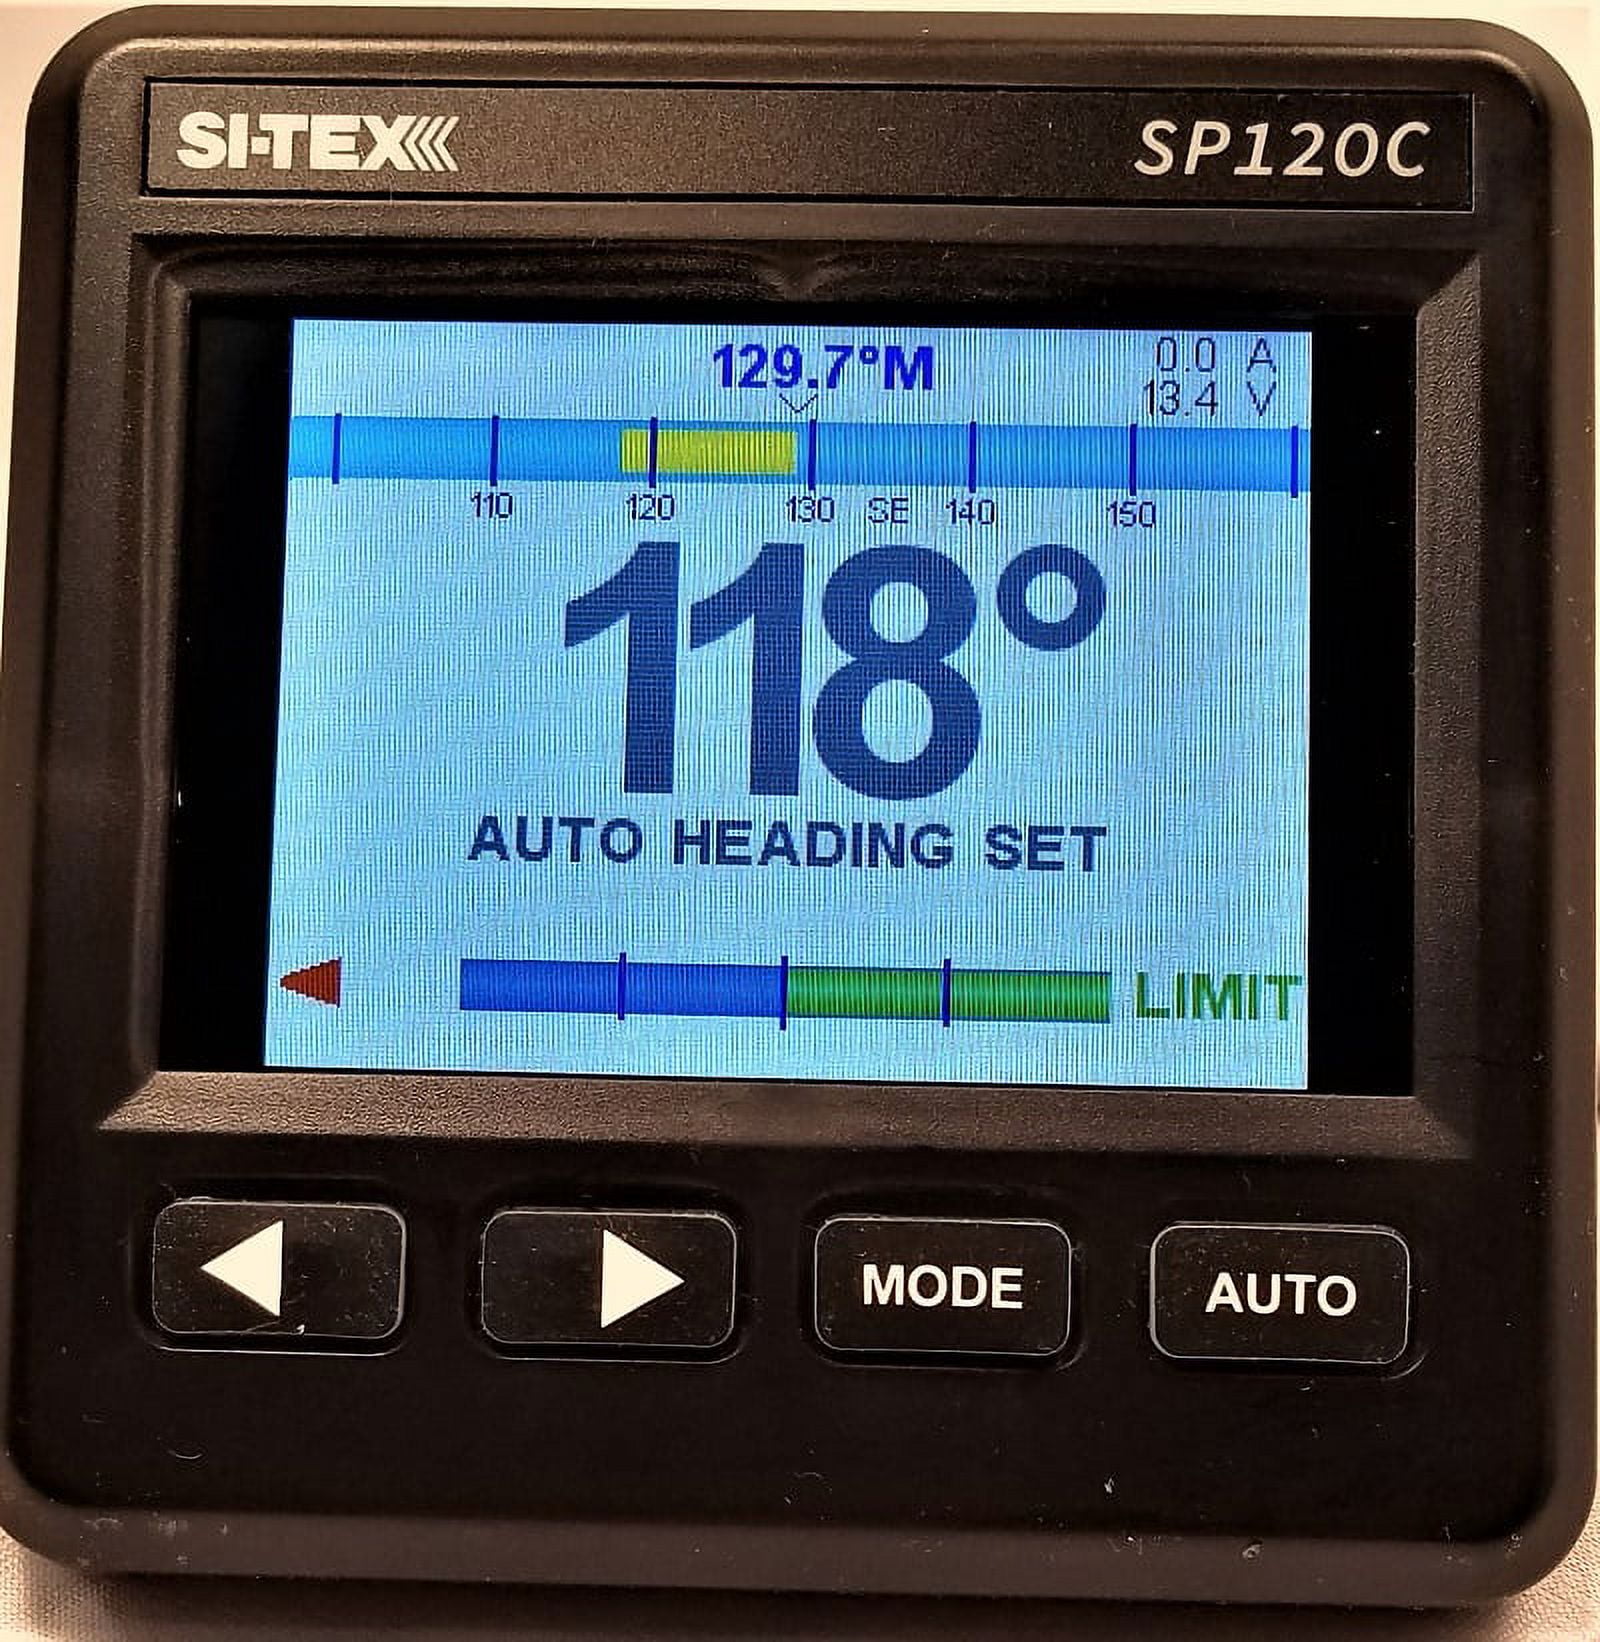 SI-TEX SP120C
129.7°M 0.0 A
13.4 V
110 120 130 SE 140 150
118°
AUTO HEADING SET
LIMIT
MODE AUTO